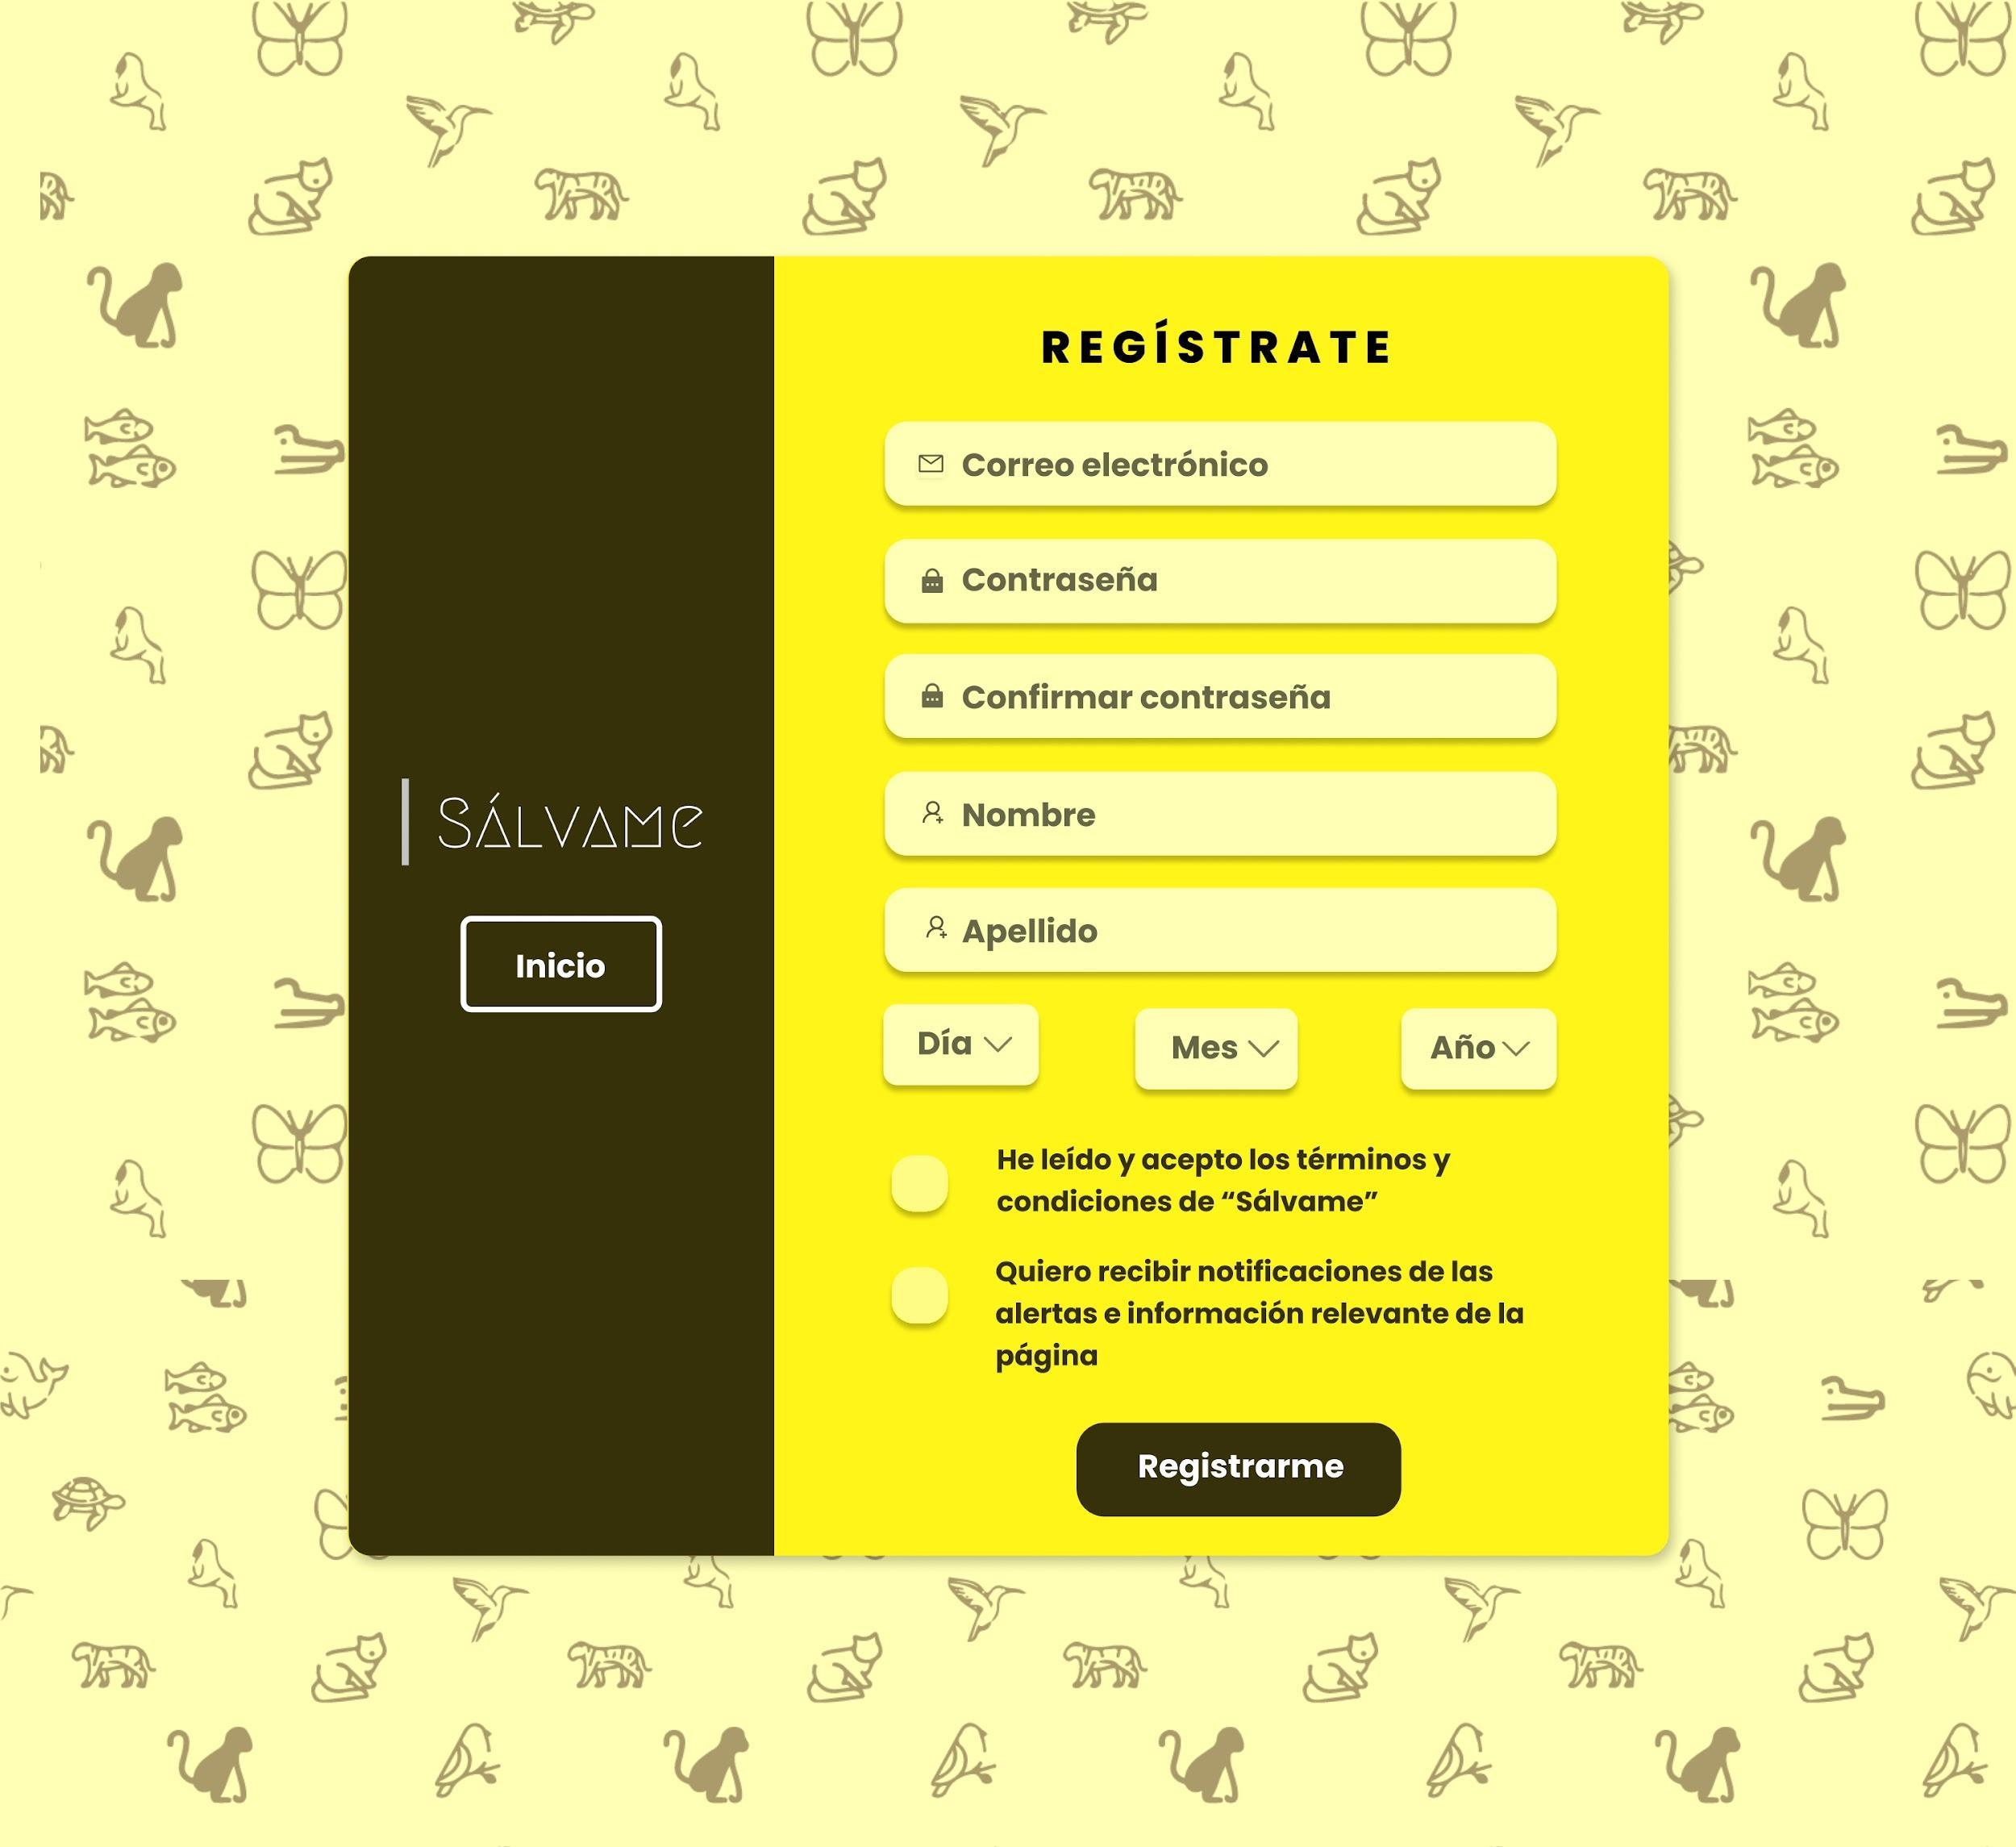 REGÍSTRATE
Correo electrónico
Contraseña
Confirmar contraseña
SÁLVAME
Nombre
Apellido
Inicio
Día
Mes
Año
He leído y acepto los términos y
condiciones de “Sálvame”
Quiero recibir notificaciones de las
alertas e información relevante de la
página
Registrarme